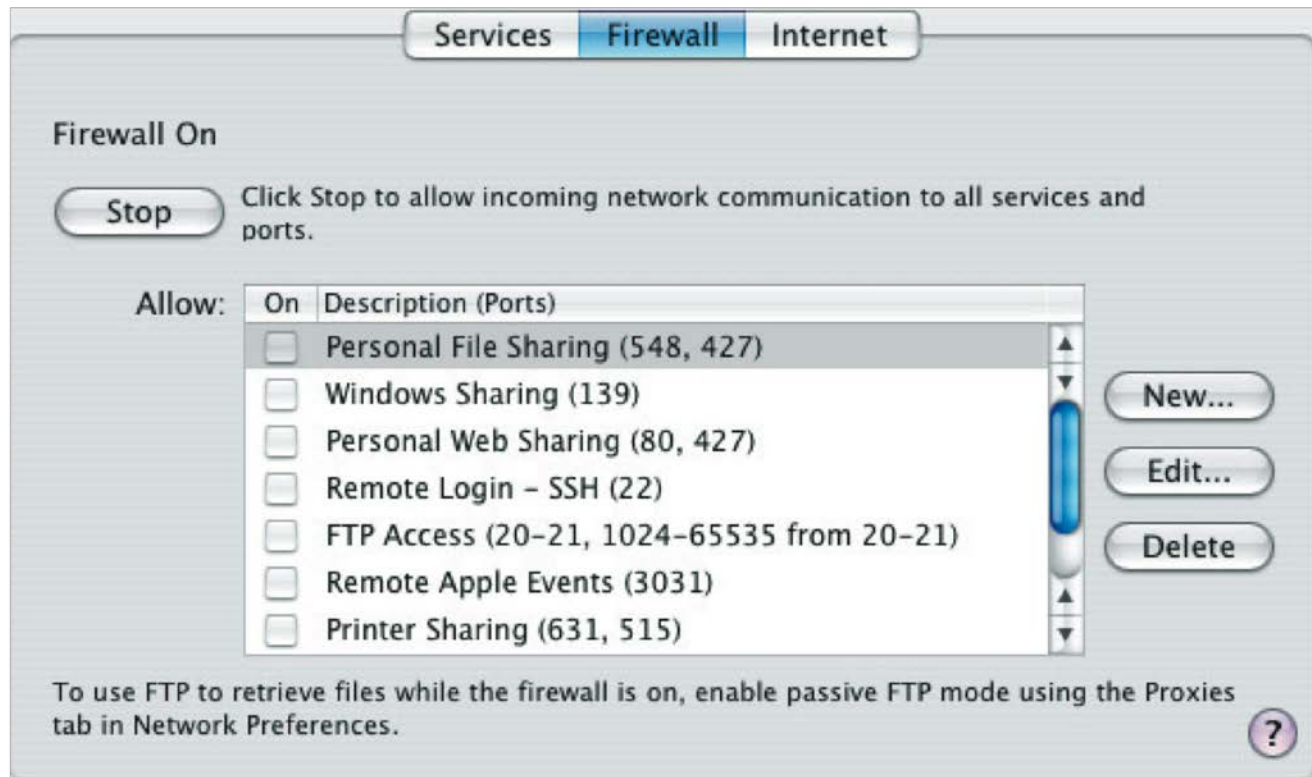 Services Firewall Internet
Firewall On
Stop
Click Stop to allow incoming network communication to all services and
ports.
Allow:
On Description (Ports)
Personal File Sharing (548, 427)
Windows Sharing (139)
Personal Web Sharing (80, 427)
Remote Login – SSH (22)
FTP Access (20–21, 1024–65535 from 20–21)
Remote Apple Events (3031)
Printer Sharing (631, 515)
New...
Edit...
Delete
To use FTP to retrieve files while the firewall is on, enable passive FTP mode using the Proxies
tab in Network Preferences.
?